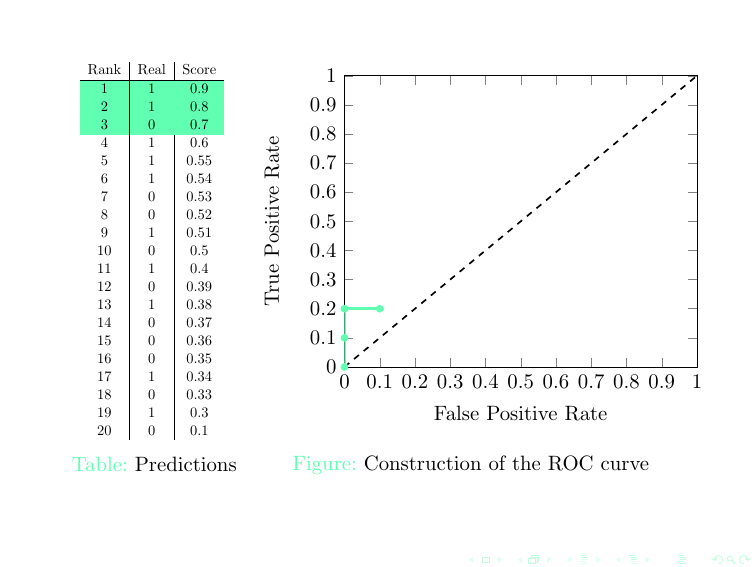 Rank Real Score
1 1 0.9
2 1 0.8
3 0 0.7
4 1 0.6
5 1 0.55
6 1 0.54
7 0 0.53
8 0 0.52
9 1 0.51
10 0 0.5
11 1 0.4
12 0 0.39
13 1 0.38
14 0 0.37
15 0 0.36
16 0 0.35
17 1 0.34
18 0 0.33
19 1 0.3
20 0 0.1
Table: Predictions
1
0.9
0.8
0.7
0.6
0.5
0.4
0.3
0.2
0.1
0
True Positive Rate
0 0.1 0.2 0.3 0.4 0.5 0.6 0.7 0.8 0.9 1
False Positive Rate
Figure: Construction of the ROC curve